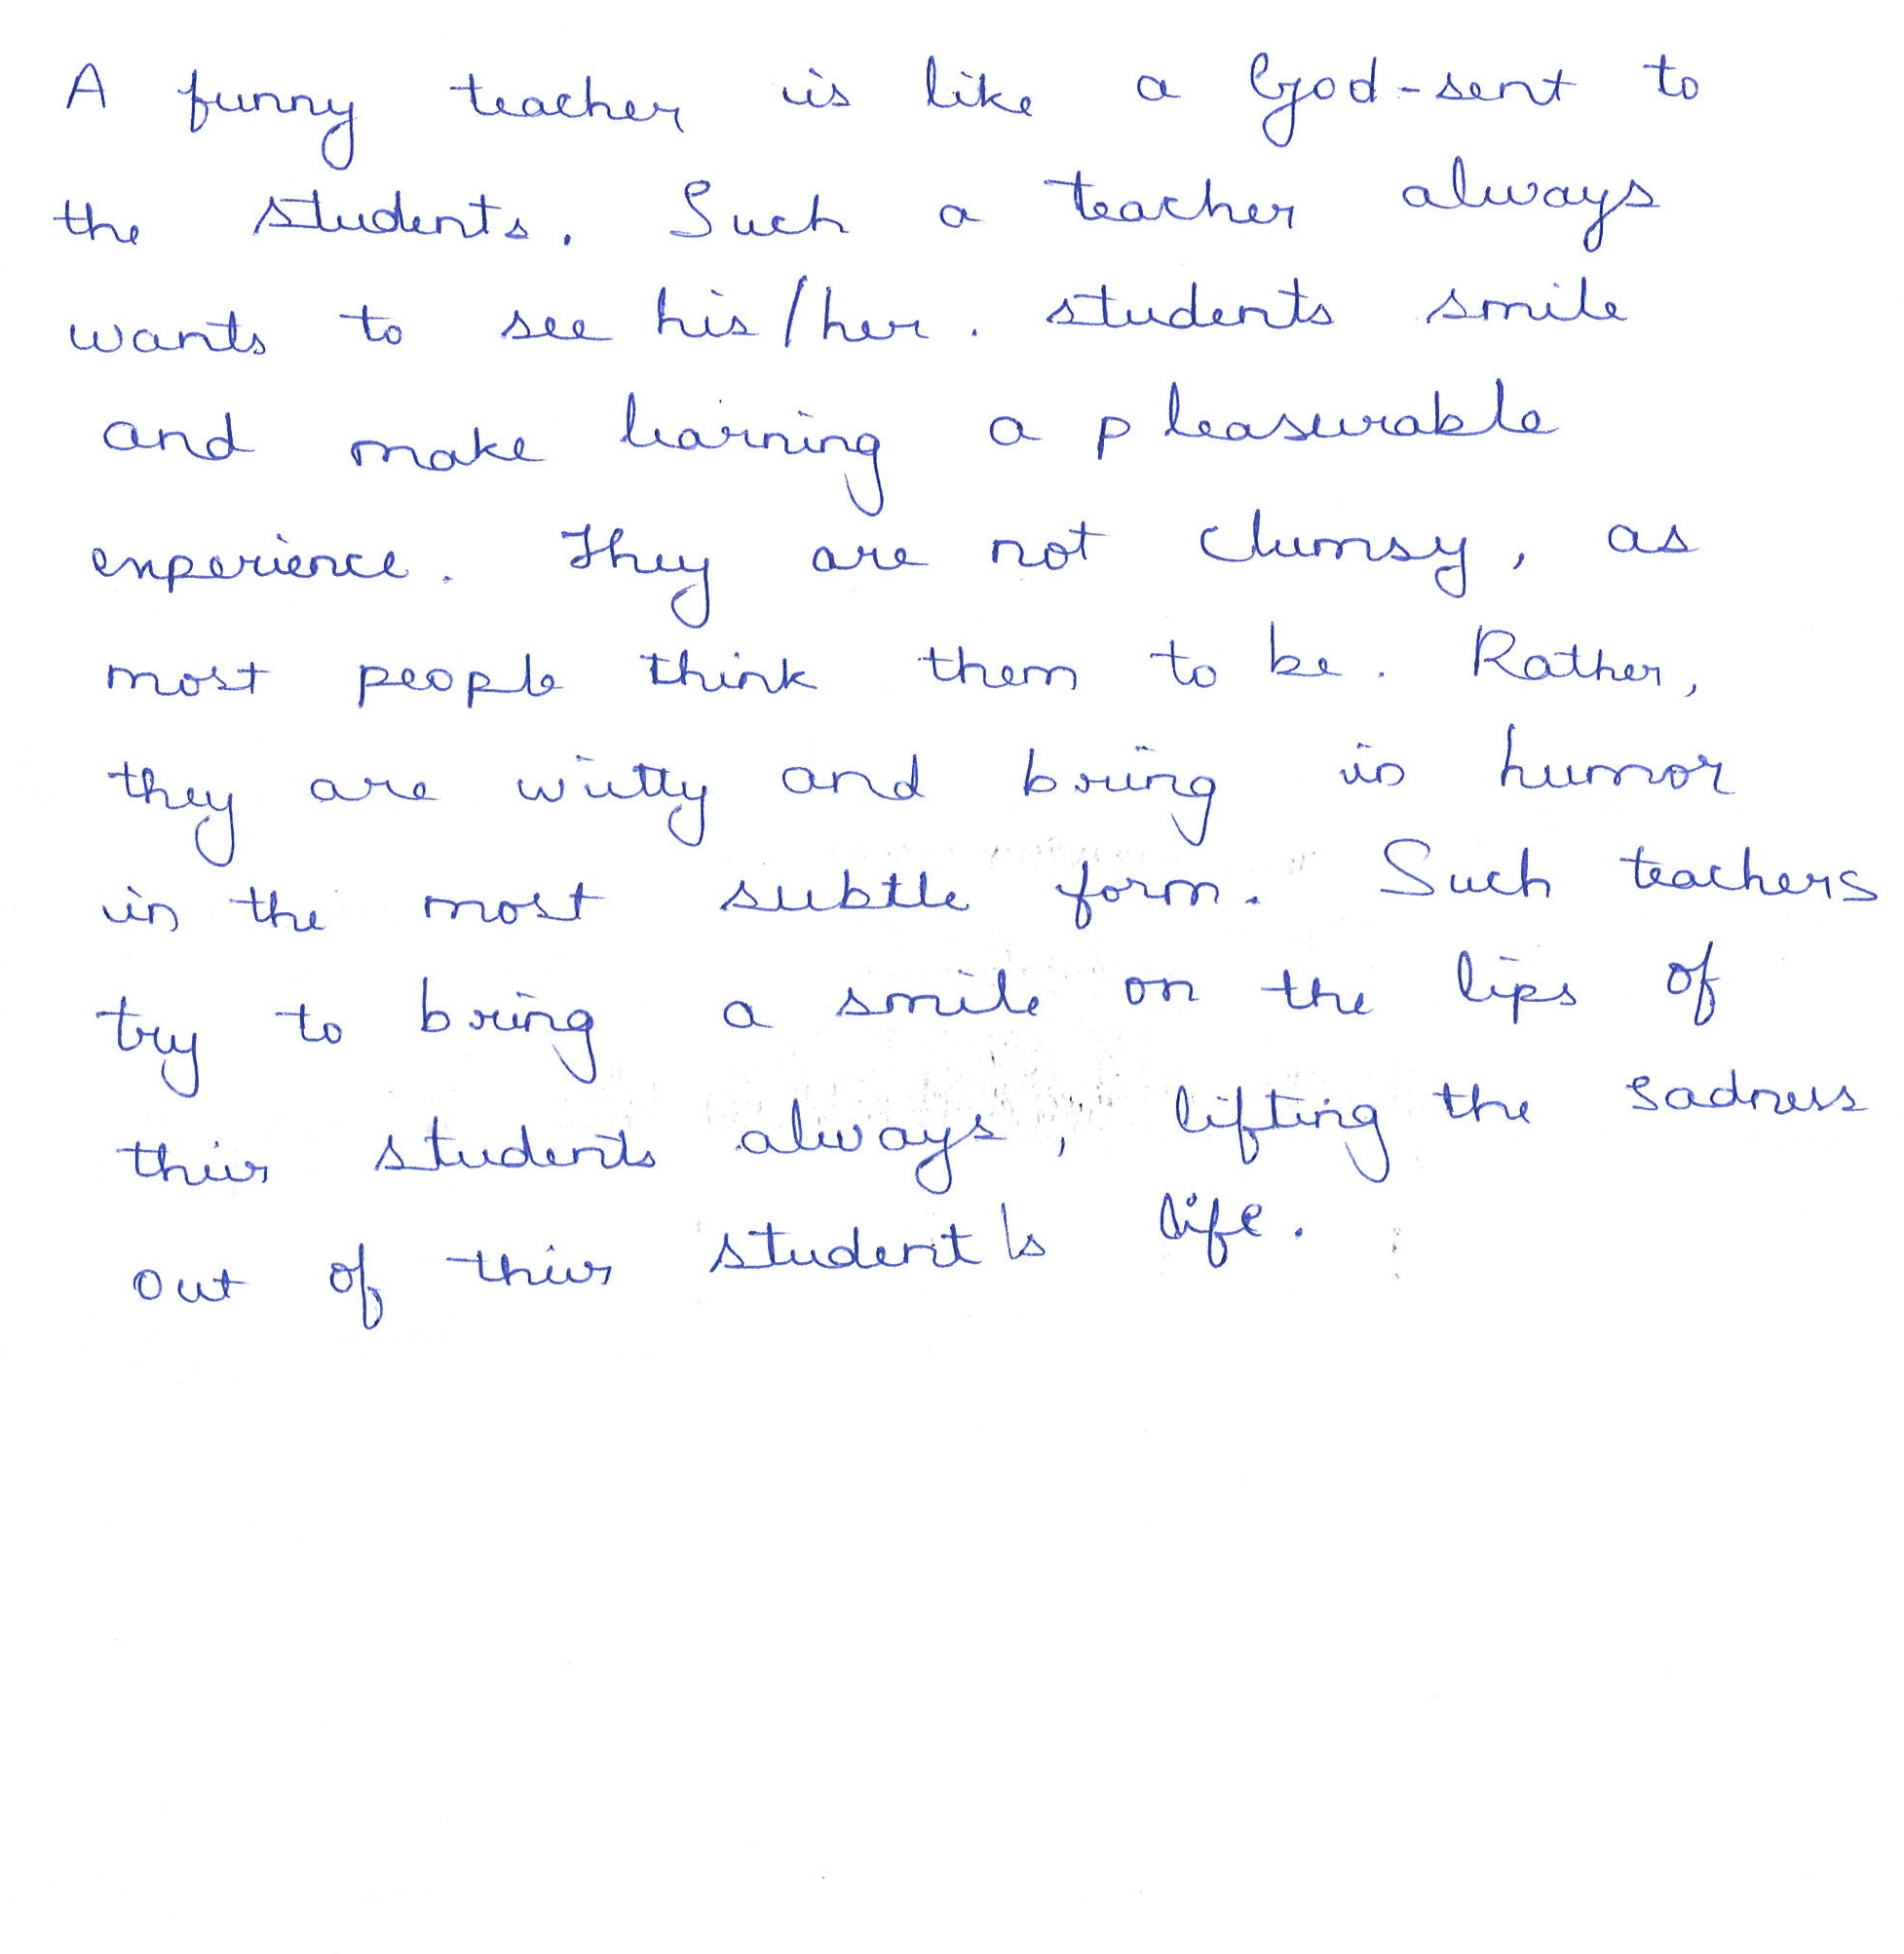 A funny teacher is like a God-sent to
the students. Such a teacher always
wants to see his/her. students smile
and make learning a pleasurable
experience. They are not clumsy, as
most people think them to be. Rather,
they are witty and bring in humor
in the most subtle form. Such teachers
try to bring a smile on the lips of
their students always, lifting the sadness
out of their student's life.